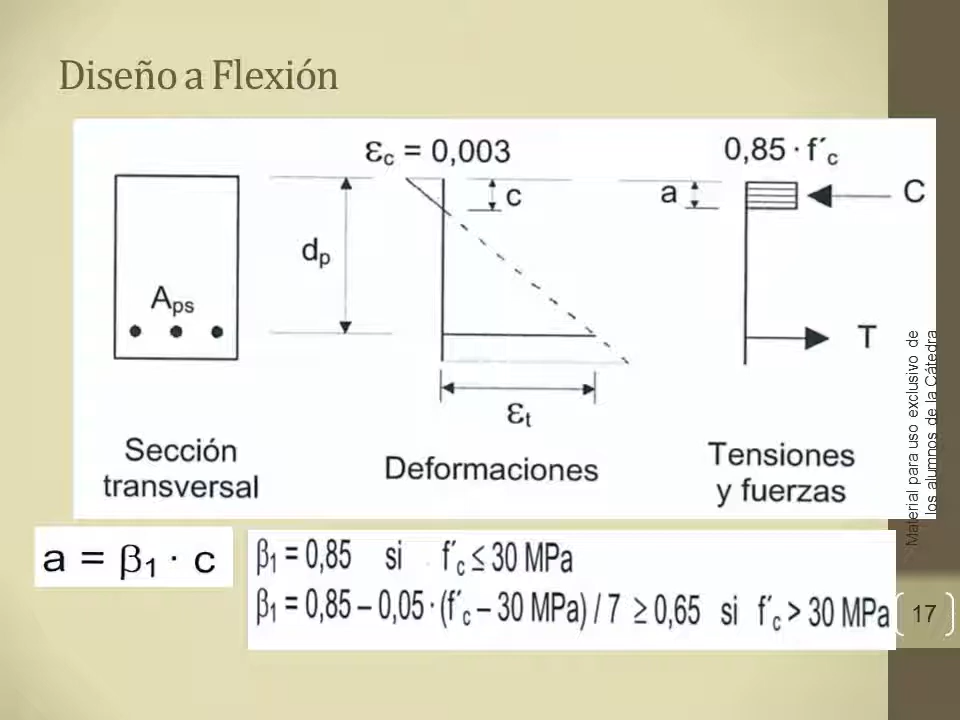 Diseño a Flexión
εc = 0,003
0,85 · f´c
c
a
C
dp
Aps
T
εt
Sección
transversal
Deformaciones
Tensiones
y fuerzas
Material para uso exclusivo de
los alumnos de la Cátedra
a = β1 · c
β1 = 0,85 si f´c ≤ 30 MPa
β1 = 0,85 – 0,05 · (f´c – 30 MPa) / 7 ≥ 0,65 si f´c > 30 MPa
17